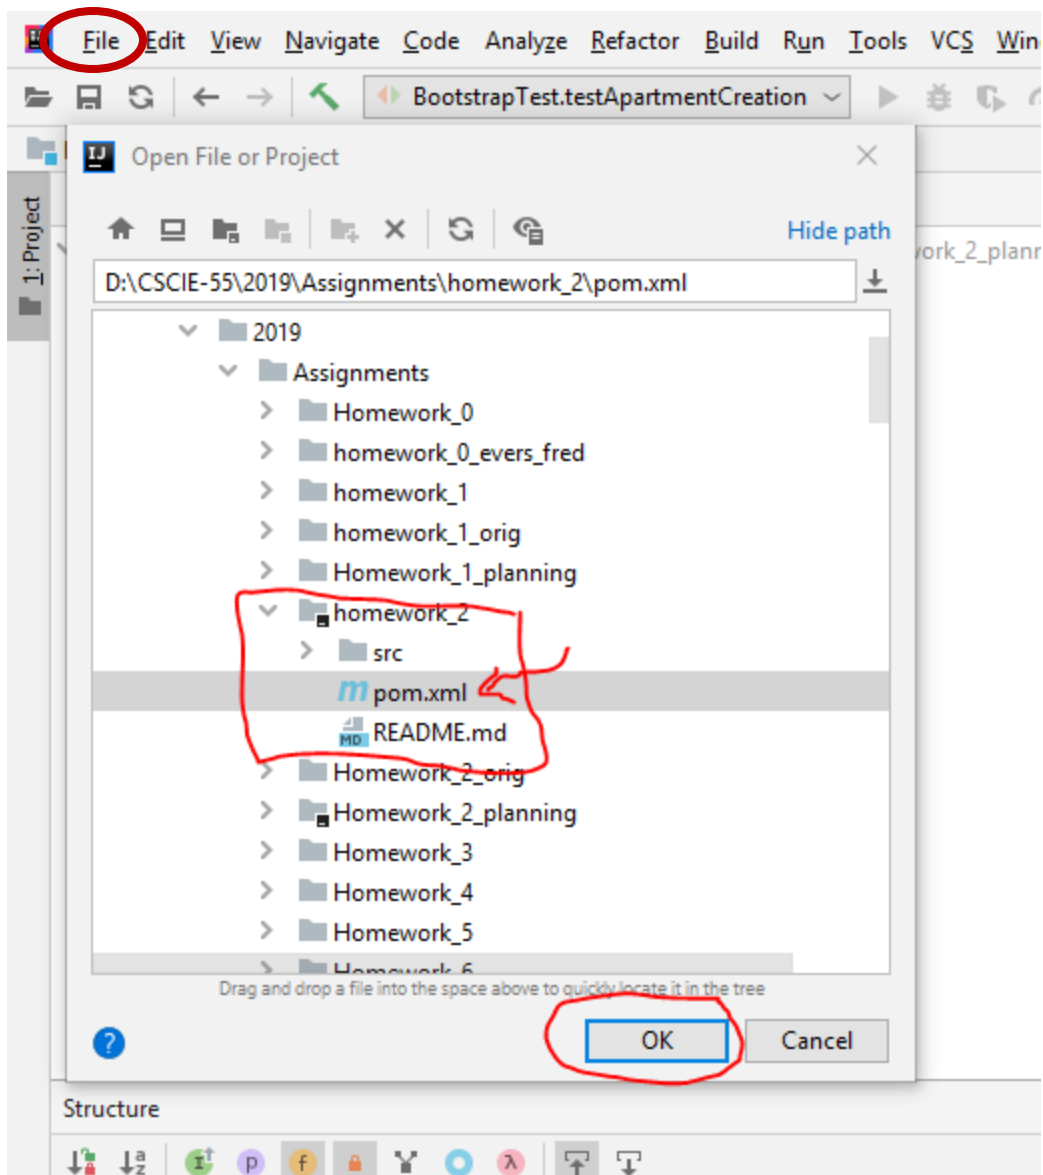 File Edit View Navigate Code Analyze Refactor Build Run Tools VCS
BootstrapTest.testApartmentCreation
IJ Open File or Project
1: Project
Hide path
D:\CSCIE-55\2019\Assignments\homework_2\pom.xml
2019
Assignments
Homework_0
homework_0_evers_fred
homework_1
homework_1_orig
Homework_1_planning
homework_2
src
m pom.xml
MD README.md
Homework_2_orig
Homework_2_planning
Homework_3
Homework_4
Homework_5
Homework_6
Drag and drop a file into the space above to quickly locate it in the tree
? OK Cancel
Structure